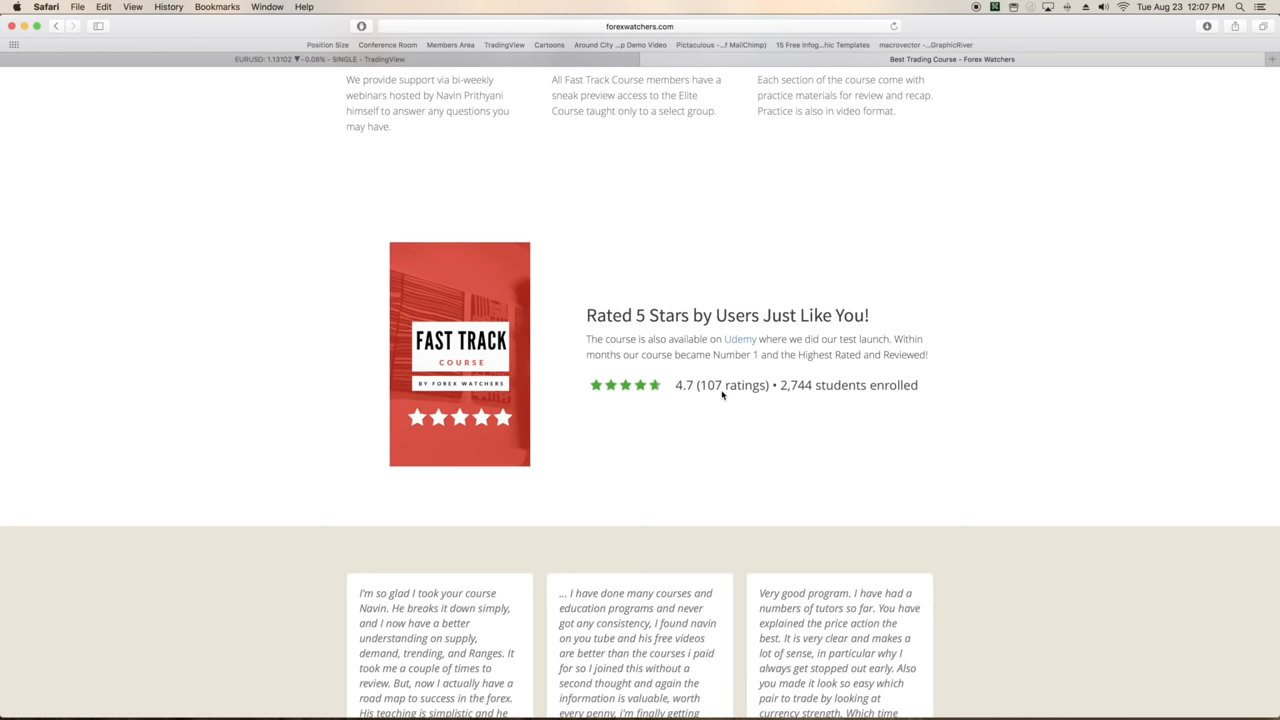 Safari File Edit View History Bookmarks Window Help Tue Aug 23 12:07 PM
forexwatchers.com
Position Size Conference Room Members Area TradingView Cartoons Around City ...p Demo Video Pictaculous -...f MailChimp) 15 Free Infog...hic Templates macrovector -...GraphicRiver
EURUSD: 1.13102 ▼−0.08% - SINGLE - TradingView Best Trading Course - Forex Watchers
We provide support via bi-weekly
webinars hosted by Navin Prithyani
himself to answer any questions you
may have.
All Fast Track Course members have a
sneak preview access to the Elite
Course taught only to a select group.
Each section of the course come with
practice materials for review and recap.
Practice is also in video format.
FAST TRACK
COURSE
BY FOREX WATCHERS
Rated 5 Stars by Users Just Like You!
The course is also available on Udemy where we did our test launch. Within
months our course became Number 1 and the Highest Rated and Reviewed!
4.7 (107 ratings) • 2,744 students enrolled
I'm so glad I took your course
Navin. He breaks it down simply,
and I now have a better
understanding on supply,
demand, trending, and Ranges. It
took me a couple of times to
review. But, now I actually have a
road map to success in the forex.
His teaching is simplistic and he
... I have done many courses and
education programs and never
got any consistency, I found navin
on you tube and his free videos
are better than the courses i paid
for so I joined this without a
second thought and again the
information is valuable, worth
every penny, i'm finally getting
Very good program. I have had a
numbers of tutors so far. You have
explained the price action the
best. It is very clear and makes a
lot of sense, in particular why I
always get stopped out early. Also
you made it look so easy which
pair to trade by looking at
currency strength. Which time